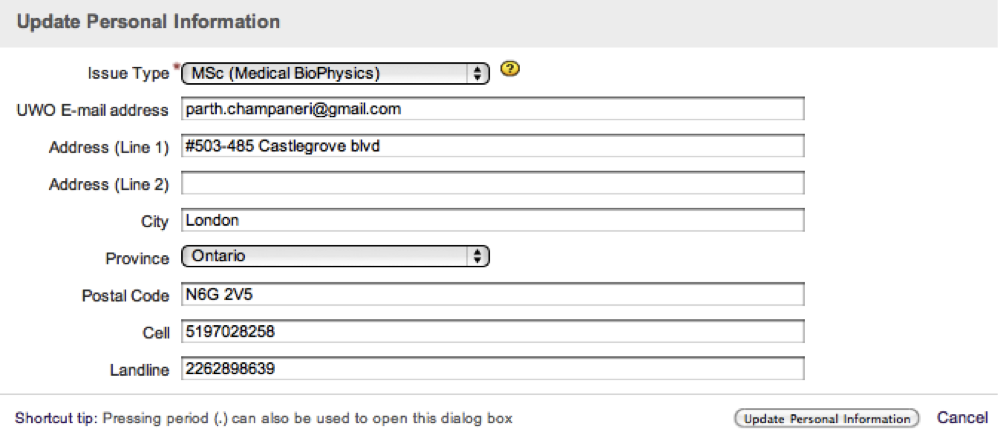 Update Personal Information
Issue Type * MSc (Medical BioPhysics) ?
UWO E-mail address parth.champaneri@gmail.com
Address (Line 1) #503-485 Castlegrove blvd
Address (Line 2)
City London
Province Ontario
Postal Code N6G 2V5
Cell 5197028258
Landline 2262898639
Shortcut tip: Pressing period (.) can also be used to open this dialog box Update Personal Information Cancel